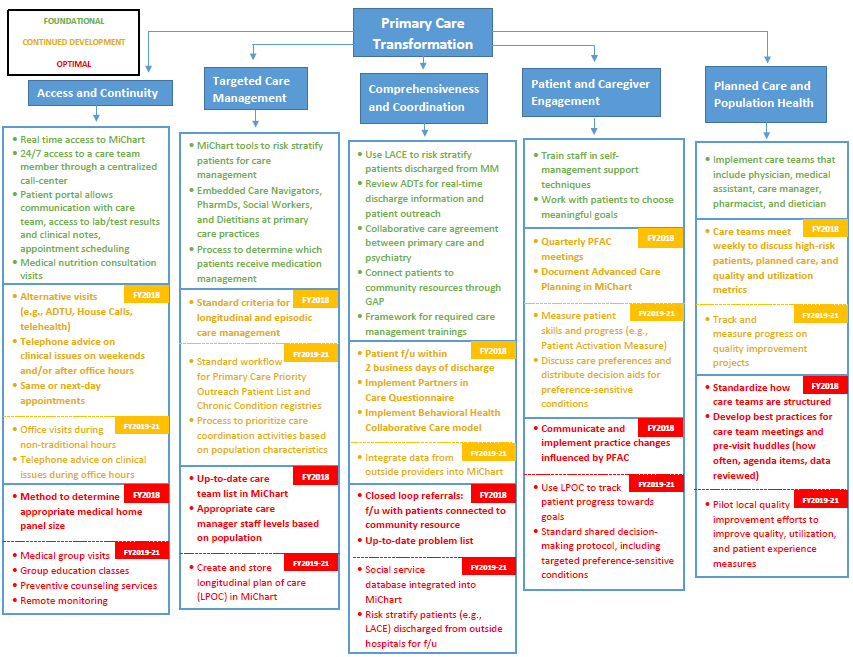 FOUNDATIONAL
CONTINUED DEVELOPMENT
OPTIMAL
Primary Care
Transformation
Access and Continuity
• Real time access to MiChart
• 24/7 access to a care team
member through a centralized
call-center
• Patient portal allows
communication with care
team, access to lab/test results
and clinical notes,
appointment scheduling
• Medical nutrition consultation
visits
FY2018
• Alternative visits
(e.g., ADTU, House Calls,
telehealth)
• Telephone advice on
clinical issues on weekends
and/or after office hours
• Same or next-day
appointments
FY2019-21
• Office visits during
non-traditional hours
• Telephone advice on clinical
issues during office hours
FY2018
• Method to determine
appropriate medical home
panel size
FY2019-21
• Medical group visits
• Group education classes
• Preventive counseling services
• Remote monitoring
Targeted Care
Management
• MiChart tools to risk stratify
patients for care
management
• Embedded Care Navigators,
PharmDs, Social Workers,
and Dietitians at primary
care practices
• Process to determine which
patients receive medication
management
FY2018
• Standard criteria for
longitudinal and episodic
care management
FY2019-21
• Standard workflow
for Primary Care Priority
Outreach Patient List and
Chronic Condition registries
• Process to prioritize care
coordination activities based
on population characteristics
FY2018
• Up-to-date care
team list in MiChart
• Appropriate care
manager staff levels based
on population
FY2019-21
• Create and store
longitudinal plan of care
(LPOC) in MiChart
Comprehensiveness
and Coordination
• Use LACE to risk stratify
patients discharged from MM
• Review ADTs for real-time
discharge information and
patient outreach
• Collaborative care agreement
between primary care and
psychiatry
• Connect patients to
community resources through
GAP
• Framework for required care
management trainings
FY2018
• Patient f/u within
2 business days of discharge
• Implement Partners in
Care Questionnaire
• Implement Behavioral Health
Collaborative Care model
FY2019-21
• Integrate data from
outside providers into MiChart
FY2018
• Closed loop referrals:
f/u with patients connected to
community resource
• Up-to-date problem list
FY2019-21
• Social service
database integrated into
MiChart
• Risk stratify patients (e.g.,
LACE) discharged from outside
hospitals for f/u
Patient and Caregiver
Engagement
• Train staff in self-
management support
techniques
• Work with patients to choose
meaningful goals
FY2018
• Quarterly PFAC
meetings
• Document Advanced Care
Planning in MiChart
FY2019-21
• Measure patient
skills and progress (e.g.,
Patient Activation Measure)
• Discuss care preferences and
distribute decision aids for
preference-sensitive
conditions
FY2018
• Communicate and
implement practice changes
influenced by PFAC
FY2019-21
• Use LPOC to track
patient progress towards
goals
• Standard shared decision-
making protocol, including
targeted preference-sensitive
conditions
Planned Care and
Population Health
• Implement care teams that
include physician, medical
assistant, care manager,
pharmacist, and dietician
FY2018
• Care teams meet
weekly to discuss high-risk
patients, planned care, and
quality and utilization
metrics
FY2019-21
• Track and
measure progress on
quality improvement
projects
FY2018
• Standardize how
care teams are structured
• Develop best practices for
care team meetings and
pre-visit huddles (how
often, agenda items, data
reviewed)
FY2019-21
• Pilot local quality
improvement efforts to
improve quality, utilization,
and patient experience
measures